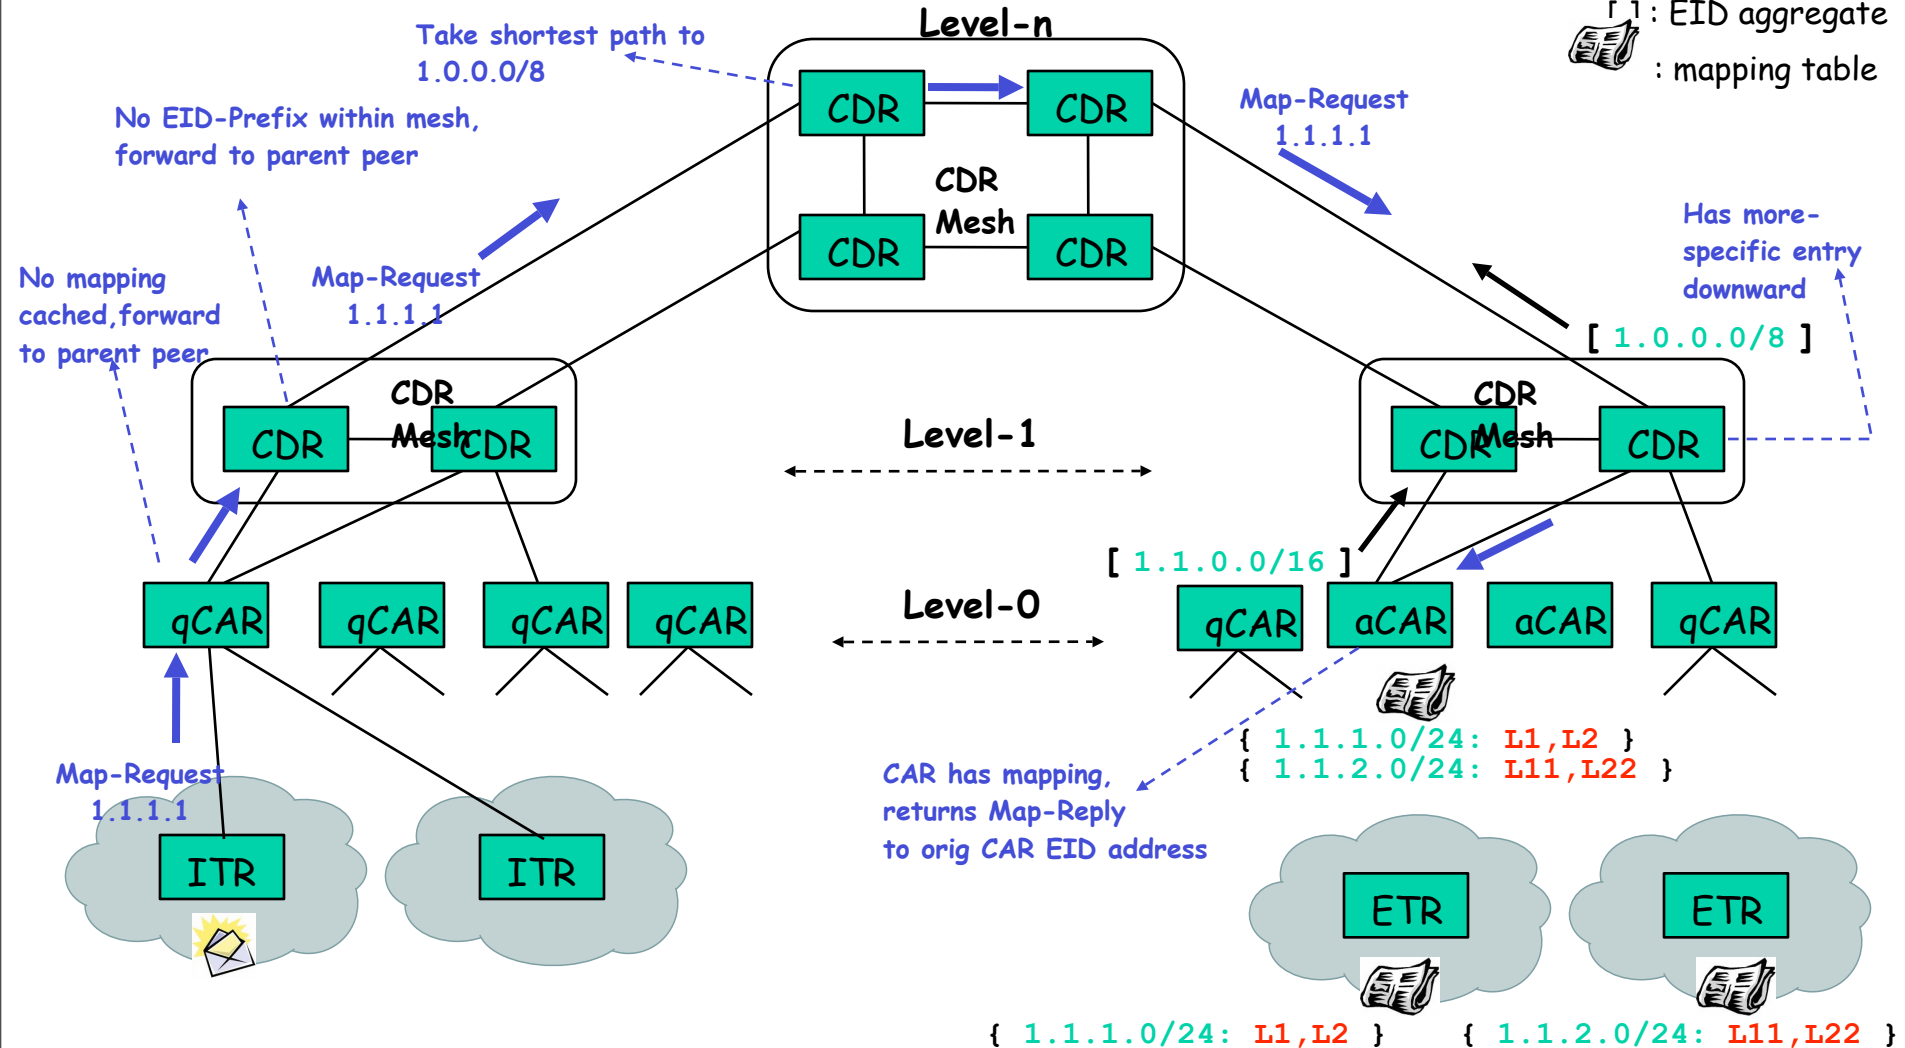 Level-n
[ ]: EID aggregate
: mapping table
Take shortest path to
1.0.0.0/8
No EID-Prefix within mesh,
forward to parent peer
Map-Request
1.1.1.1
CDR
CDR
CDR
Mesh
CDR
CDR
Has more-
specific entry
downward
No mapping
cached,forward
to parent peer
Map-Request
1.1.1.1
[ 1.0.0.0/8 ]
CDR
Mesh
CDR
CDR
Level-1
CDR
Mesh
CDR
CDR
[ 1.1.0.0/16 ]
Level-0
qCAR
qCAR
qCAR
qCAR
qCAR
aCAR
aCAR
qCAR
{ 1.1.1.0/24: L1,L2 }
{ 1.1.2.0/24: L11,L22 }
Map-Request
1.1.1.1
CAR has mapping,
returns Map-Reply
to orig CAR EID address
ITR
ITR
ETR
ETR
{ 1.1.1.0/24: L1,L2 }
{ 1.1.2.0/24: L11,L22 }